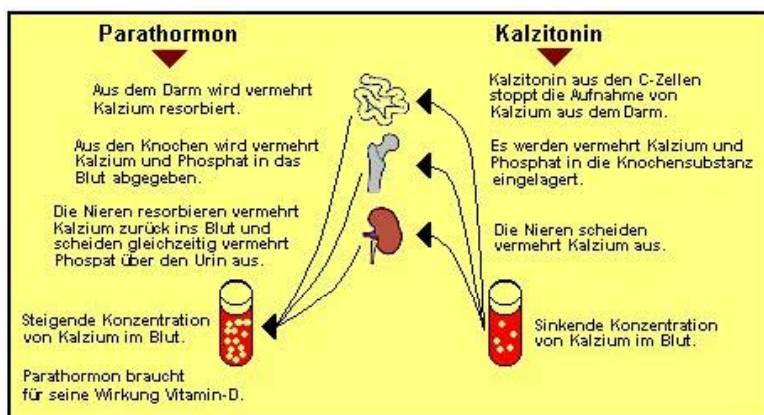 Parathormon
Aus dem Darm wird vermehrt
Kalzium resorbiert.
Aus den Knochen wird vermehrt
Kalzium und Phosphat in das
Blut abgegeben.
Die Nieren resorbieren vermehrt
Kalzium zurück ins Blut und
scheiden gleichzeitig vermehrt
Phospat über den Urin aus.
Steigende Konzentration
von Kalzium im Blut.
Parathormon braucht
für seine Wirkung Vitamin-D.
Kalzitonin
Kalzitonin aus den C-Zellen
stoppt die Aufnahme von
Kalzium aus dem Darm.
Es werden vermehrt Kalzium und
Phosphat in die Knochensubstanz
eingelagert.
Die Nieren scheiden
vermehrt Kalzium aus.
Sinkende Konzentration
von Kalzium im Blut.